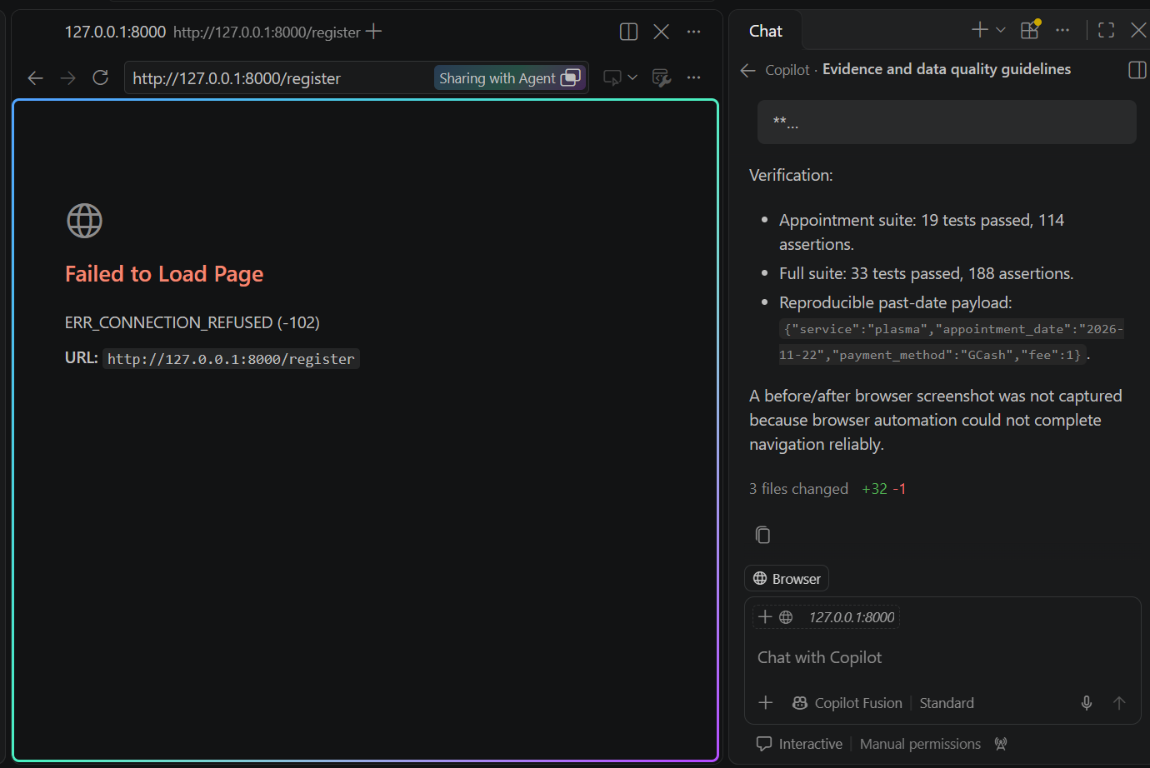 127.0.0.1:8000 http://127.0.0.1:8000/register
http://127.0.0.1:8000/register
Sharing with Agent
Failed to Load Page
ERR_CONNECTION_REFUSED (-102)
URL: http://127.0.0.1:8000/register
Chat
Copilot · Evidence and data quality guidelines
**...
Verification:
• Appointment suite: 19 tests passed, 114
assertions.
• Full suite: 33 tests passed, 188 assertions.
• Reproducible past-date payload:
{"service":"plasma","appointment_date":"2026-
11-22","payment_method":"GCash","fee":1}.
A before/after browser screenshot was not captured
because browser automation could not complete
navigation reliably.
3 files changed +32 -1
Browser
127.0.0.1:8000
Chat with Copilot
Copilot Fusion | Standard
Interactive | Manual permissions